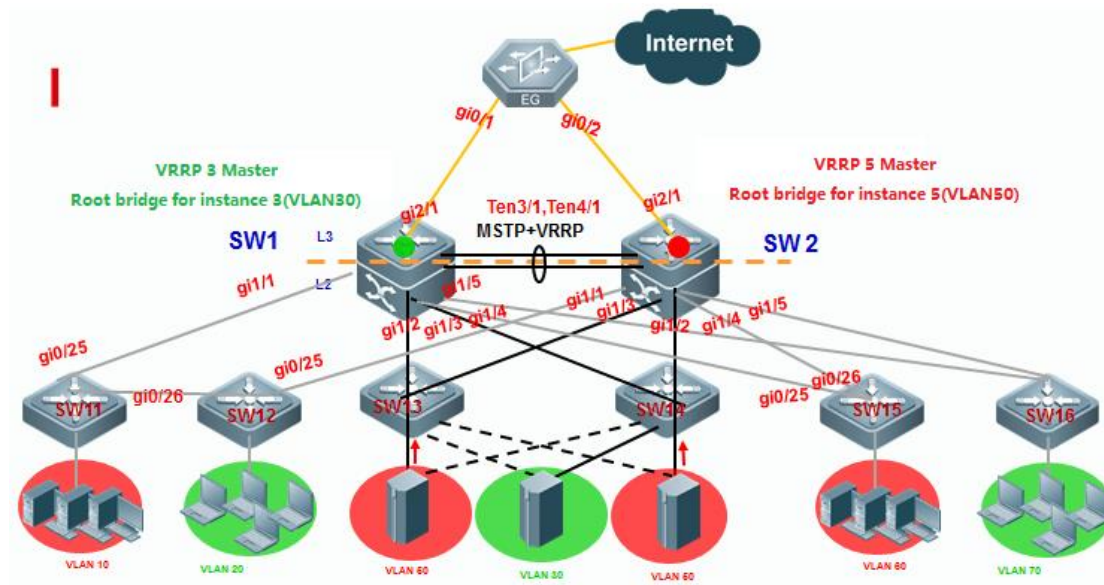 Internet
I
EG
gi0/1
gi0/2
VRRP 3 Master
Root bridge for instance 3(VLAN30)
VRRP 5 Master
Root bridge for instance 5(VLAN50)
gi2/1
gi2/1
Ten3/1,Ten4/1
MSTP+VRRP
SW1
L3
SW 2
L2
gi1/1
gi1/5
gi1/1
gi1/2
gi1/3
gi1/4
gi1/3
gi1/2
gi1/4
gi1/5
gi0/25
gi0/26
gi0/25
gi0/25
gi0/26
SW11
SW12
SW13
SW14
SW15
SW16
VLAN 10
VLAN 20
VLAN 50
VLAN 30
VLAN 50
VLAN 60
VLAN 70